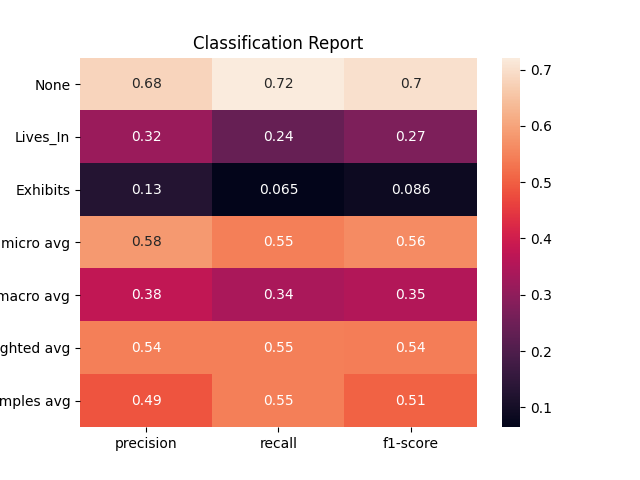 Classification Report
None 0.68 0.72 0.7
Lives_In 0.32 0.24 0.27
Exhibits 0.13 0.065 0.086
micro avg 0.58 0.55 0.56
macro avg 0.38 0.34 0.35
ghted avg 0.54 0.55 0.54
mples avg 0.49 0.55 0.51
precision recall f1-score
0.7
0.6
0.5
0.4
0.3
0.2
0.1